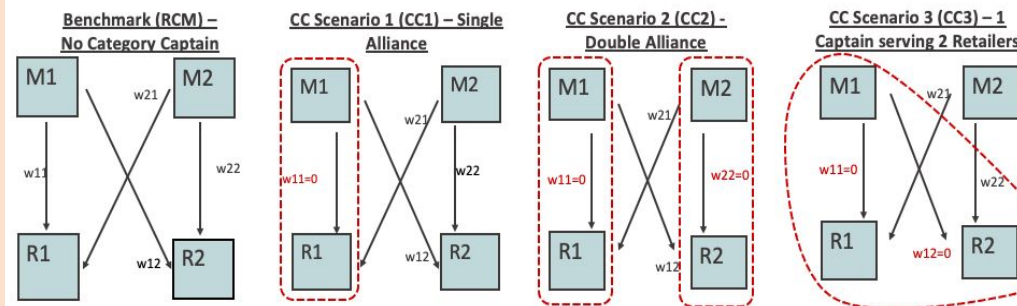 Benchmark (RCM) –
No Category Captain
M1
M2
w21
w11
w22
R1
R2
w12
CC Scenario 1 (CC1) – Single
Alliance
M1
M2
w21
w11=0
w22
R1
R2
w12
CC Scenario 2 (CC2) -
Double Alliance
M1
M2
w21
w11=0
w22=0
R1
R2
w12
CC Scenario 3 (CC3) – 1
Captain serving 2 Retailers
M1
M2
w21
w11=0
w22
R1
R2
w12=0